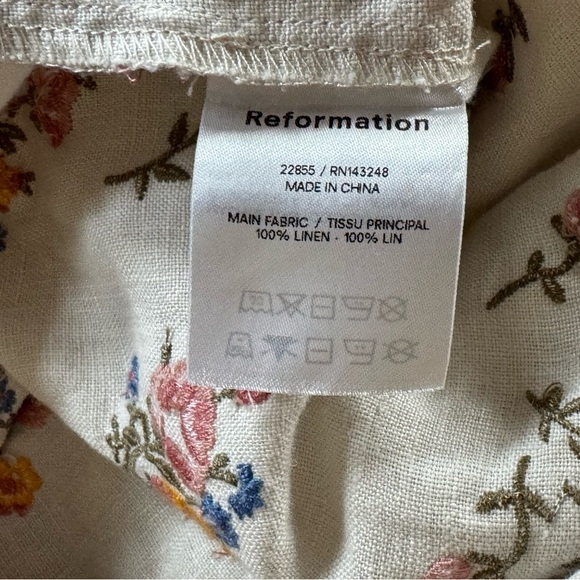 Reformation
22855 / RN143248
MADE IN CHINA
MAIN FABRIC / TISSU PRINCIPAL
100% LINEN - 100% LIN